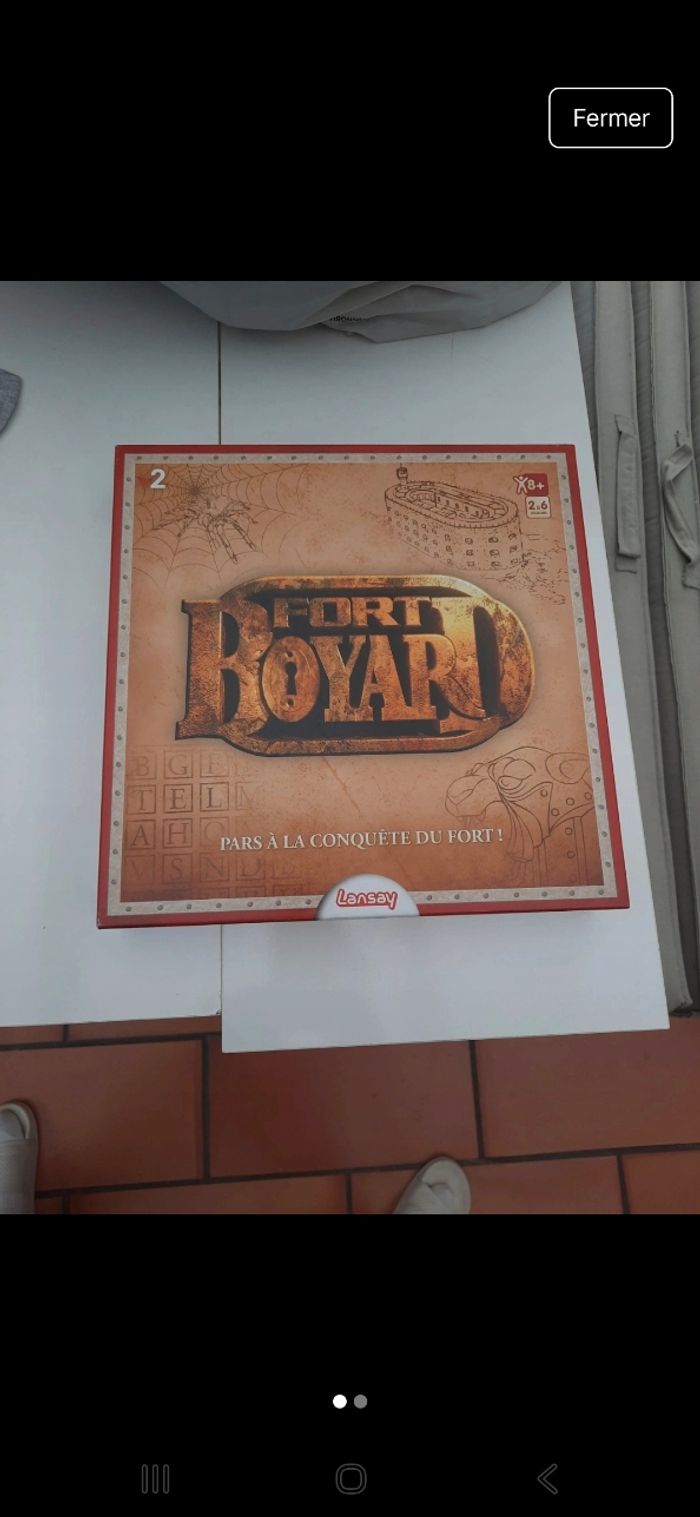 Fermer
2
8+
2 à 6
FORT
BOYARD
B G E
T E L
A H O
V S N
PARS À LA CONQUÊTE DU FORT !
Lansay